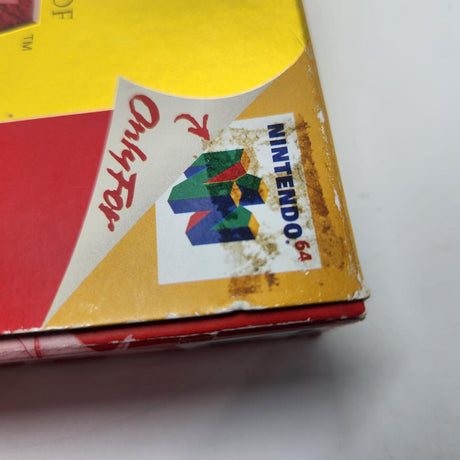 OF
™
Only For
NINTENDO 64